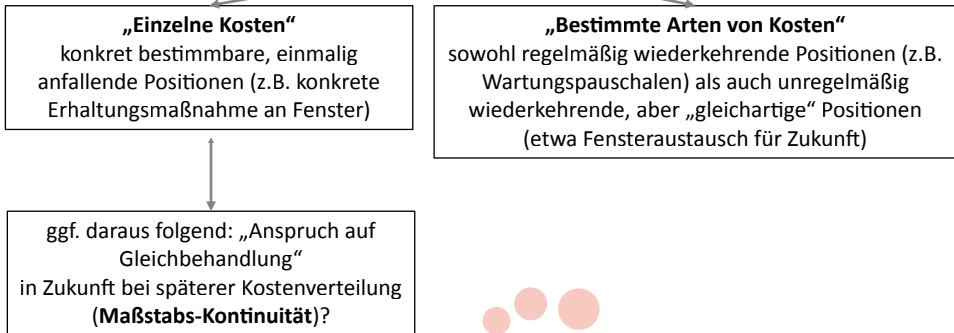 „Einzelne Kosten“
konkret bestimmbare, einmalig
anfallende Positionen (z.B. konkrete
Erhaltungsmaßnahme an Fenster)
„Bestimmte Arten von Kosten“
sowohl regelmäßig wiederkehrende Positionen (z.B.
Wartungspauschalen) als auch unregelmäßig
wiederkehrende, aber „gleichartige“ Positionen
(etwa Fensteraustausch für Zukunft)
ggf. daraus folgend: „Anspruch auf
Gleichbehandlung“
in Zukunft bei späterer Kostenverteilung
(Maßstabs-Kontinuität)?